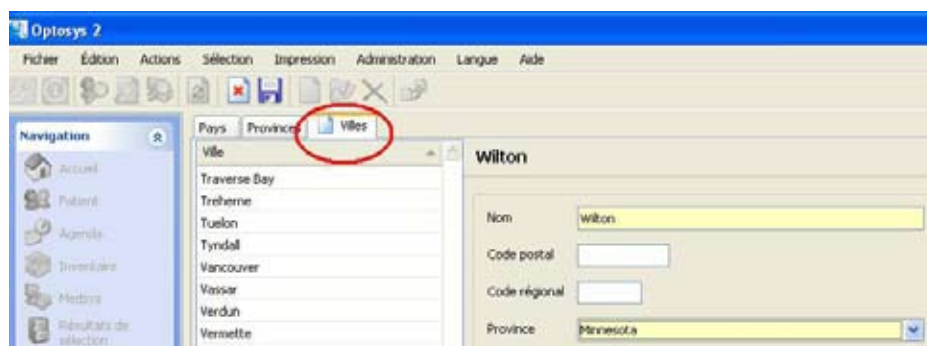 Optosys 2
Fichier Édition Actions Sélection Impression Administration Langue Aide
Navigation
Accueil
Patient
Agenda
Inventaire
Medisys
Résultats de
sélection
Pays Provinces Villes
Ville
Traverse Bay
Treherne
Tuelon
Tyndall
Vancouver
Vassar
Verdun
Vermette
Wilton
Nom Wilton
Code postal
Code régional
Province Minnesota